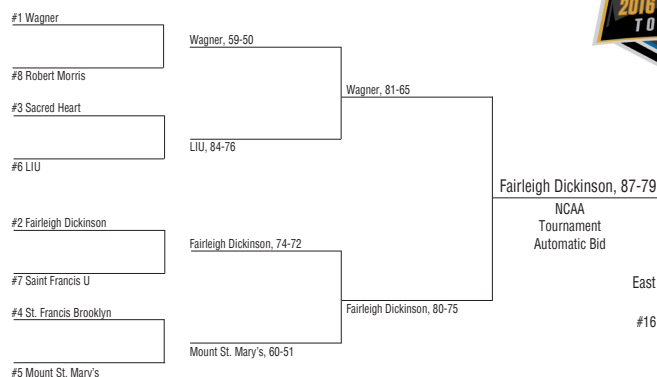 2016
TO
#1 Wagner
Wagner, 59-50
#8 Robert Morris
Wagner, 81-65
#3 Sacred Heart
LIU, 84-76
#6 LIU
Fairleigh Dickinson, 87-79
NCAA
Tournament
Automatic Bid
#2 Fairleigh Dickinson
Fairleigh Dickinson, 74-72
#7 Saint Francis U
East
Fairleigh Dickinson, 80-75
#4 St. Francis Brooklyn
#16
Mount St. Mary's, 60-51
#5 Mount St. Mary's